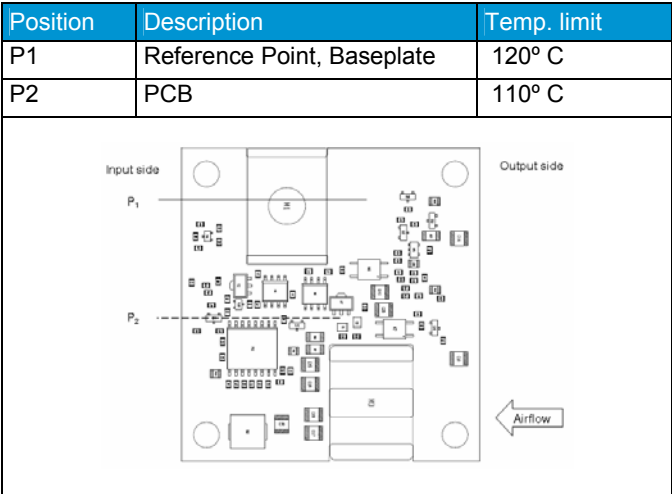 Position Description Temp. limit
P1 Reference Point, Baseplate 120º C
P2 PCB 110º C
Input side Output side
P1
P2
Airflow